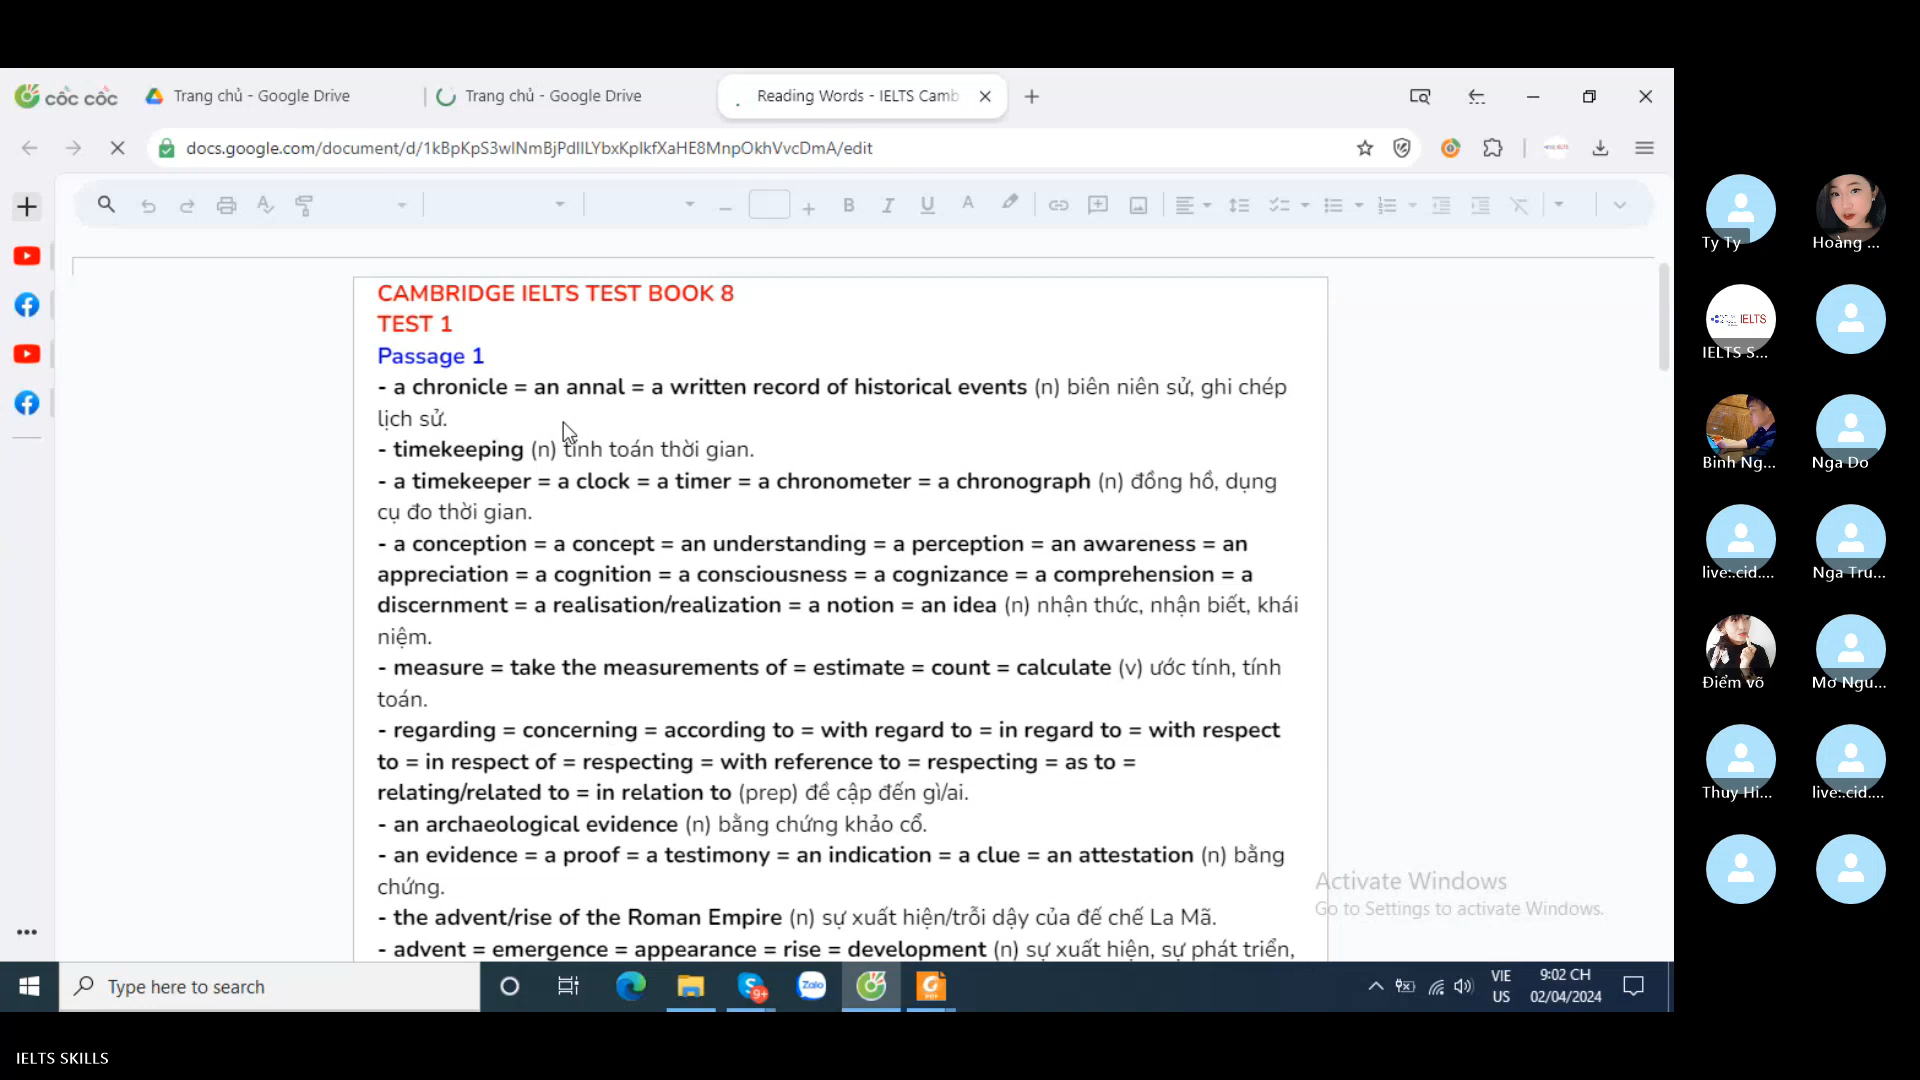 cốc cốc
Trang chủ - Google Drive
Trang chủ - Google Drive
Reading Words - IELTS Camb
CAMBRIDGE IELTS TEST BOOK 8
TEST 1
Passage 1
- a chronicle = an annal = a written record of historical events (n) biên niên sử, ghi chép
lịch sử.
- timekeeping (n) tính toán thời gian.
- a timekeeper = a clock = a timer = a chronometer = a chronograph (n) đồng hồ, dụng
cụ đo thời gian.
- a conception = a concept = an understanding = a perception = an awareness = an
appreciation = a cognition = a consciousness = a cognizance = a comprehension = a
discernment = a realisation/realization = a notion = an idea (n) nhận thức, nhận biết, khái
niệm.
- measure = take the measurements of = estimate = count = calculate (v) ước tính, tính
toán.
- regarding = concerning = according to = with regard to = in regard to = with respect
to = in respect of = respecting = with reference to = respecting = as to =
relating/related to = in relation to (prep) đề cập đến gì/ai.
- an archaeological evidence (n) bằng chứng khảo cổ.
- an evidence = a proof = a testimony = an indication = a clue = an attestation (n) bằng
chứng.
- the advent/rise of the Roman Empire (n) sự xuất hiện/trỗi dậy của đế chế La Mã.
- advent = emergence = appearance = rise = development (n) sự xuất hiện, sự phát triển,
Activate Windows
Go to Settings to activate Windows.
Type here to search
9+
Zalo
PDF
VIE
US
9:02 CH
02/04/2024
Ty Ty
Hoàng ...
IELTS
IELTS S...
Binh Ng...
Nga Do
live:.cid....
Nga Tru...
Điểm võ
Mơ Ngu...
Thuy Hi...
live:.cid....
IELTS SKILLS